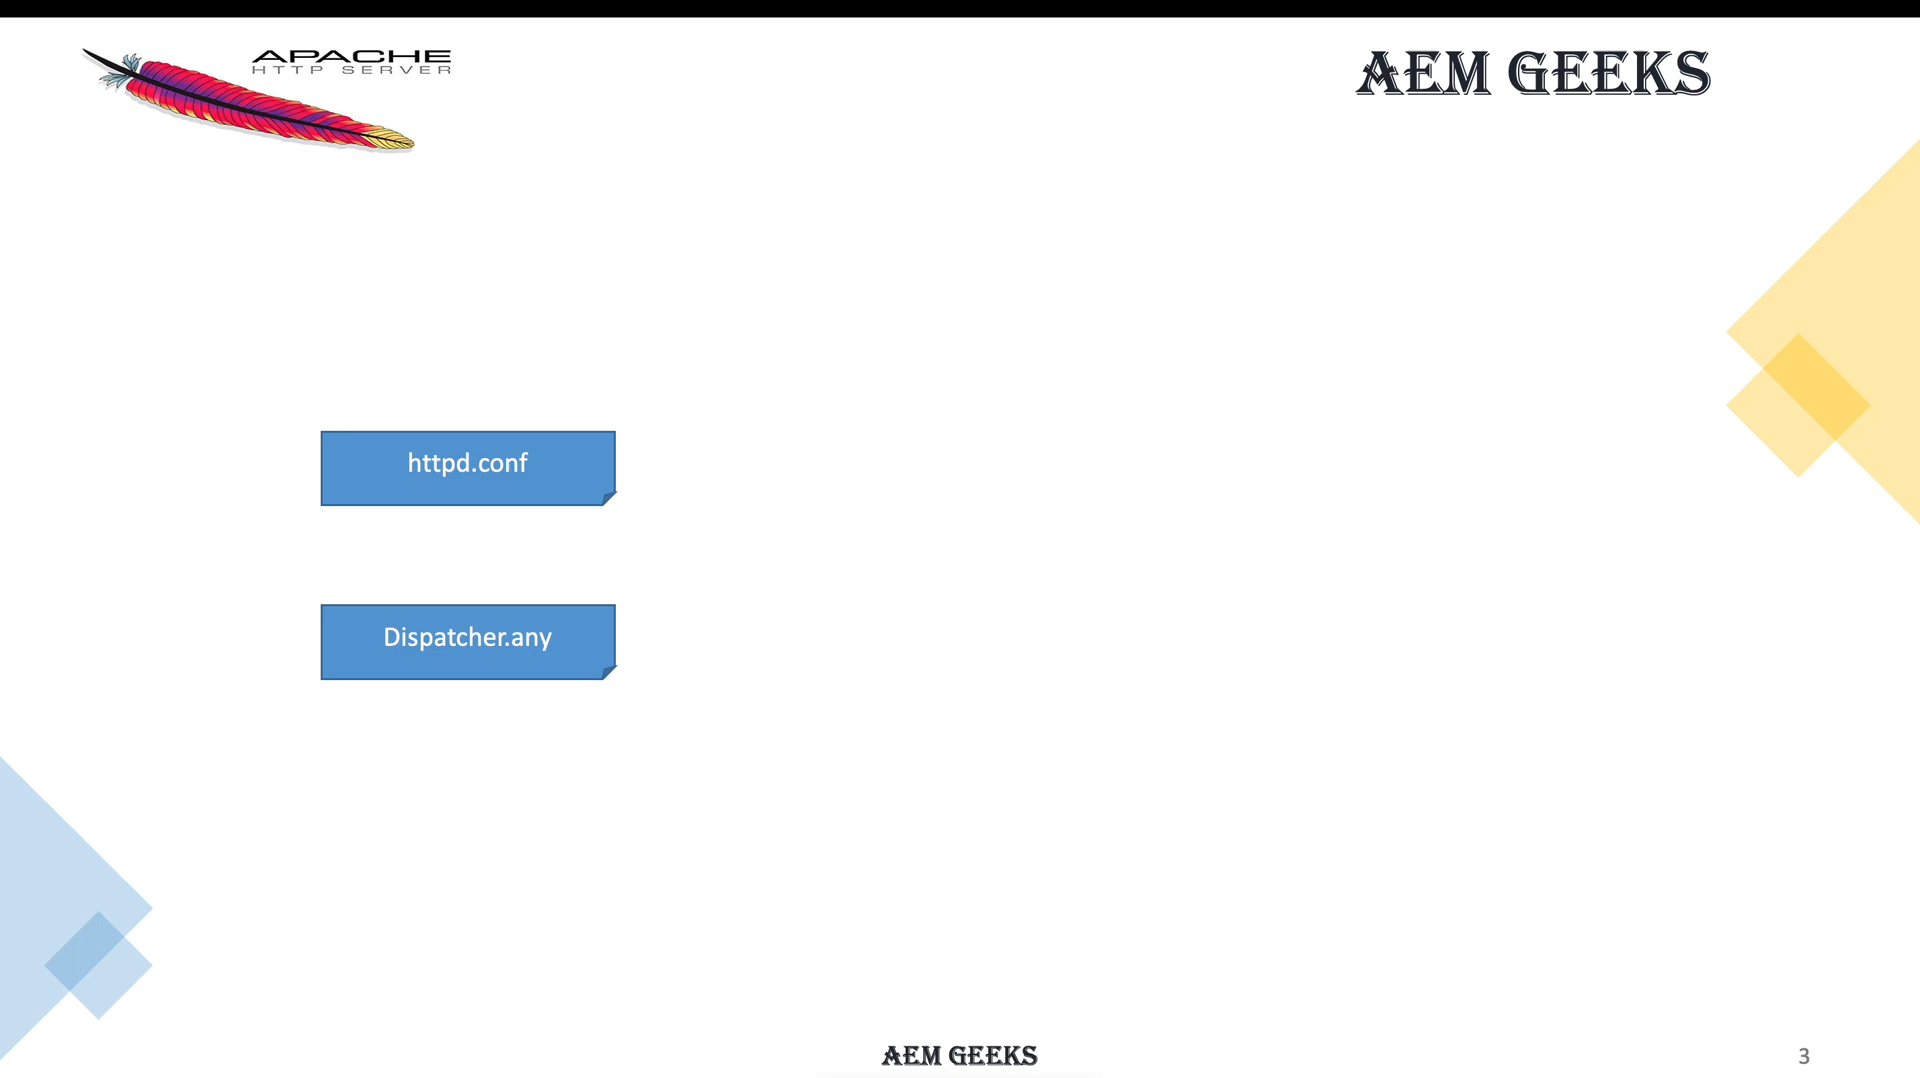 APACHE
HTTP SERVER
AEM GEEKS
httpd.conf
Dispatcher.any
AEM GEEKS
3